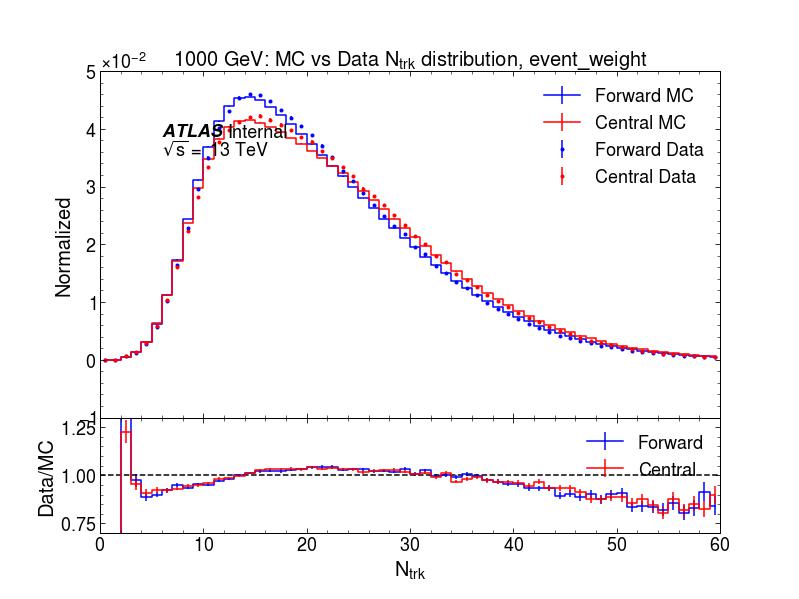 ×10⁻² 1000 GeV: MC vs Data N_trk distribution, event_weight
5
4
3
2
1
0
−1
Normalized
ATLAS Internal
√s = 13 TeV
Forward MC
Central MC
Forward Data
Central Data
1.25
1.00
0.75
Data/MC
Forward
Central
0 10 20 30 40 50 60
N_trk